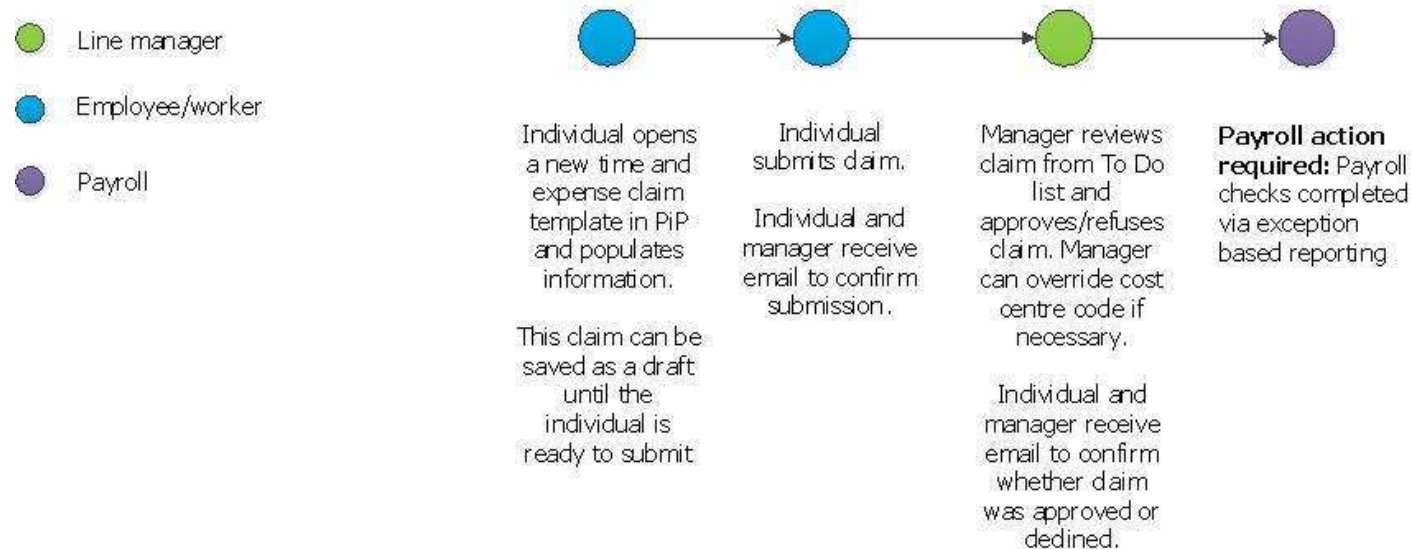 Line manager
Employee/worker
Payroll
Individual opens
a new time and
expense claim
template in PiP
and populates
information.
This claim can be
saved as a draft
until the
individual is
ready to submit
Individual
submits claim.
Individual and
manager receive
email to confirm
submission.
Manager reviews
claim from To Do
list and
approves/refuses
claim. Manager
can override cost
centre code if
necessary.
Individual and
manager receive
email to confirm
whether claim
was approved or
declined.
Payroll action
required: Payroll
checks completed
via exception
based reporting